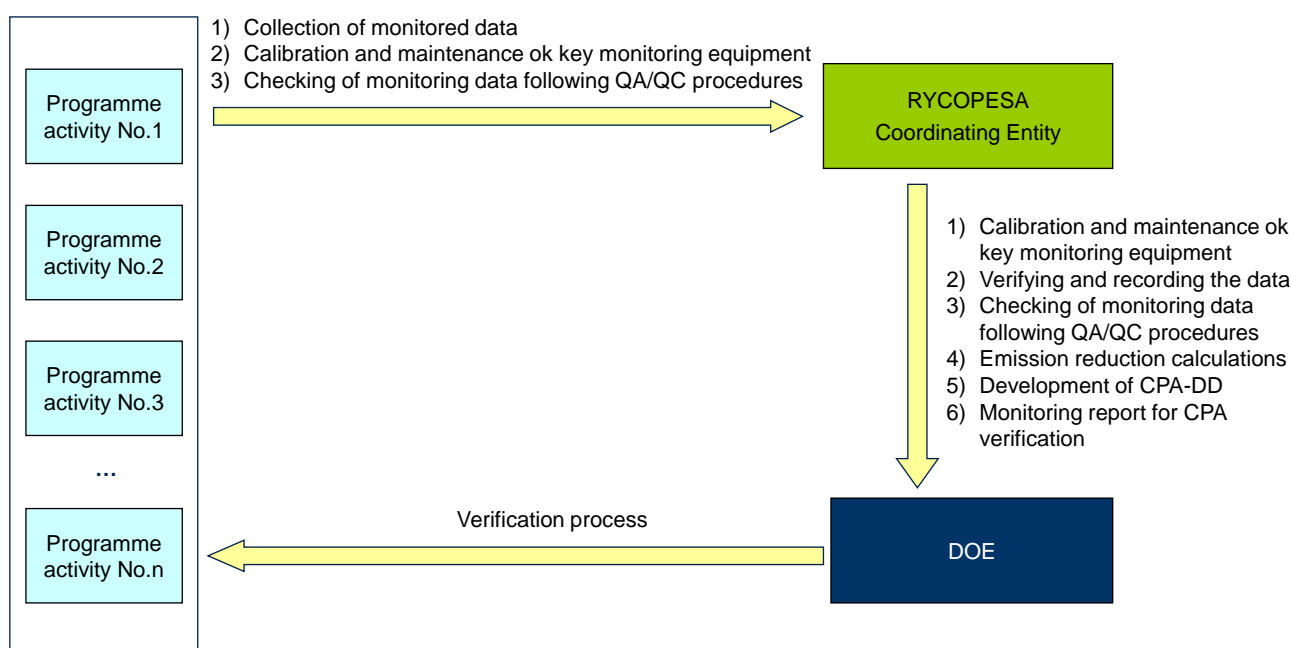 1) Collection of monitored data
2) Calibration and maintenance ok key monitoring equipment
3) Checking of monitoring data following QA/QC procedures
Programme
activity No.1
RYCOPESA
Coordinating Entity
Programme
activity No.2
1) Calibration and maintenance ok
key monitoring equipment
2) Verifying and recording the data
3) Checking of monitoring data
following QA/QC procedures
4) Emission reduction calculations
5) Development of CPA-DD
6) Monitoring report for CPA
verification
Programme
activity No.3
...
Programme
activity No.n
Verification process
DOE